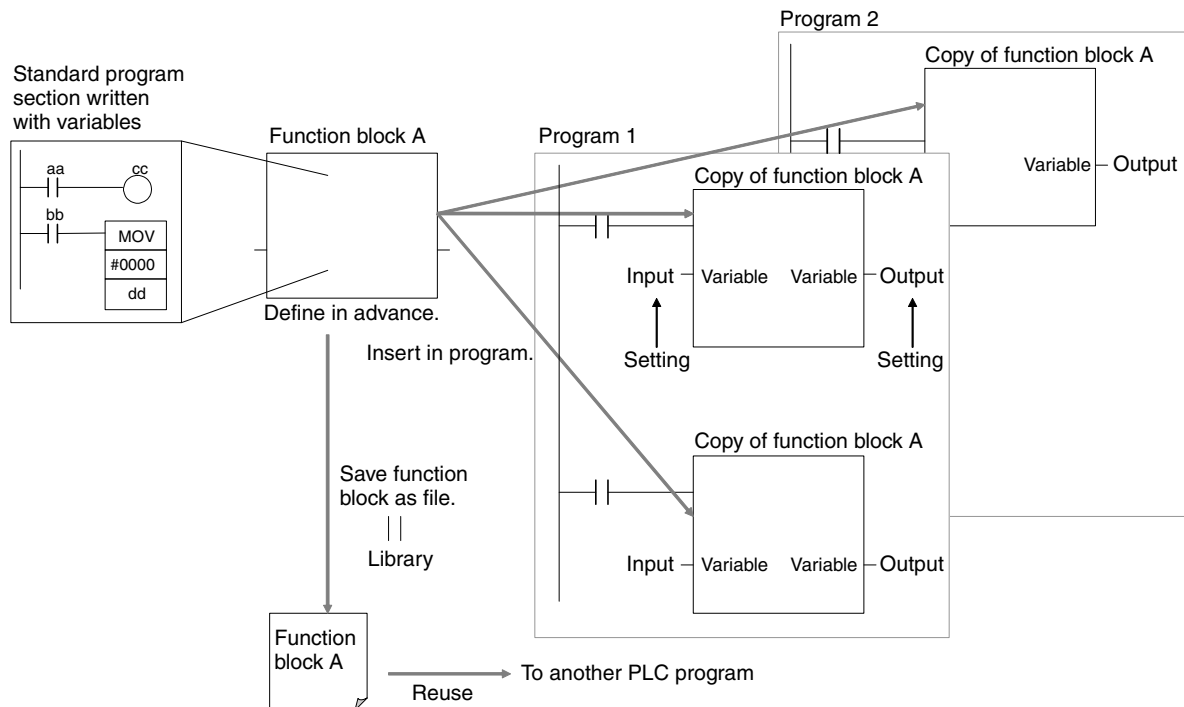 Program 2
Copy of function block A
Variable
Output
Standard program
section written
with variables
aa
cc
bb
MOV
#0000
dd
Function block A
Define in advance.
Insert in program.
Program 1
Copy of function block A
Input
Variable
Variable
Output
Setting
Setting
Copy of function block A
Input
Variable
Variable
Output
Save function
block as file.
Library
Function
block A
Reuse
To another PLC program